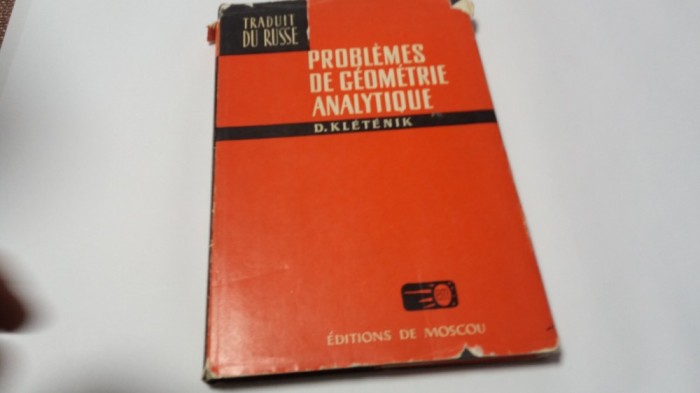 TRADUIT
DU RUSSE
PROBLÈMES
DE GÉOMÉTRIE
ANALYTIQUE
D. KLÉTÉNIK
ÉDITIONS DE MOSCOU